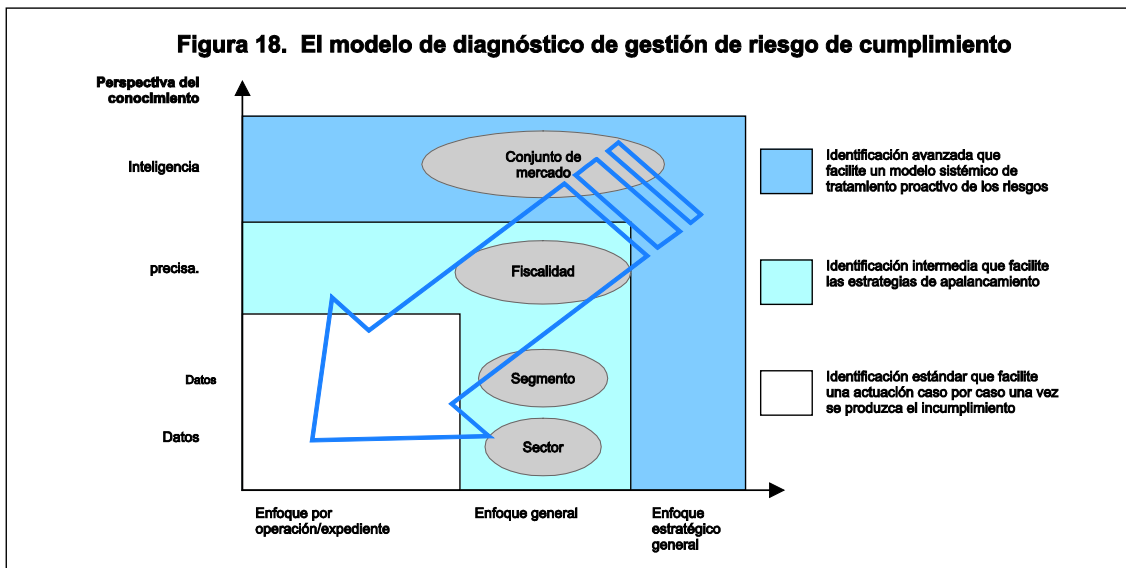 Figura 18. El modelo de diagnóstico de gestión de riesgo de cumplimiento
Perspectiva del
conocimiento
Inteligencia
precisa.
Datos
Datos
Conjunto de
mercado
Fiscalidad
Segmento
Sector
Enfoque por
operación/expediente
Enfoque general
Enfoque
estratégico
general
Identificación avanzada que
facilite un modelo sistémico de
tratamiento proactivo de los riesgos
Identificación intermedia que facilite
las estrategias de apalancamiento
Identificación estándar que facilite
una actuación caso por caso una vez
se produzca el incumplimiento